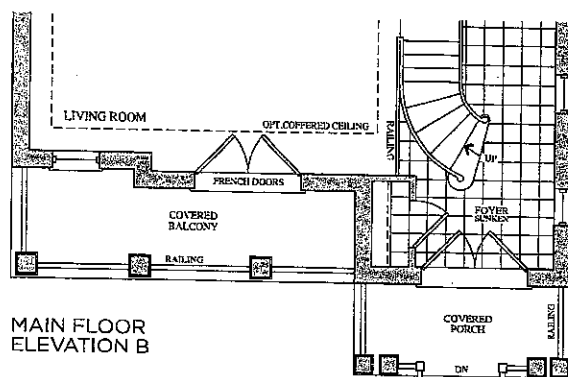 LIVING ROOM
OPT.COFFERED CEILING
RAILING
UP
FRENCH DOORS
FOYER
SUNKEN
COVERED
BALCONY
RAILING
COVERED
PORCH
RAILING
DN
MAIN FLOOR
ELEVATION B